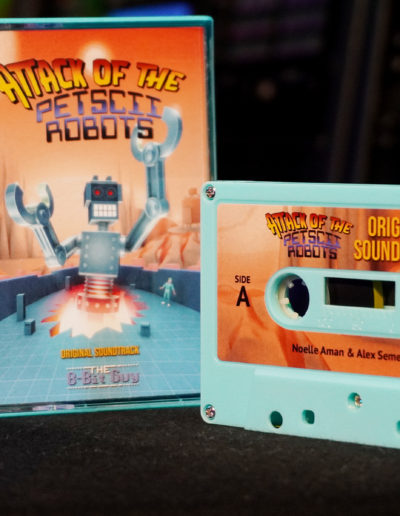 ATTACK OF THE
PETSCII
ROBOTS
ORIGINAL SOUNDTRACK
THE
8-Bit Guy
ATTACK OF THE
PETSCII
ROBOTS
ORIG
SOUND
SIDE
A
Noelle Aman & Alex Seme